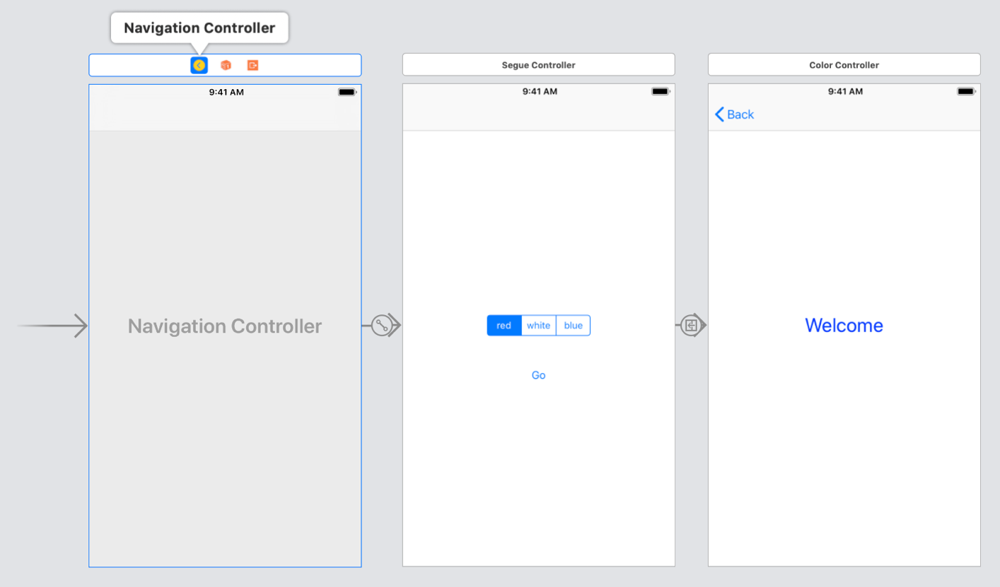 Navigation Controller
9:41 AM
Navigation Controller
Segue Controller
9:41 AM
red white blue
Go
Color Controller
9:41 AM
Back
Welcome